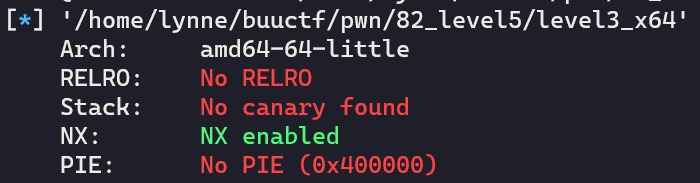 [*] '/home/lynne/buuctf/pwn/82_level5/level3_x64'
Arch: amd64-64-little
RELRO: No RELRO
Stack: No canary found
NX: NX enabled
PIE: No PIE (0x400000)